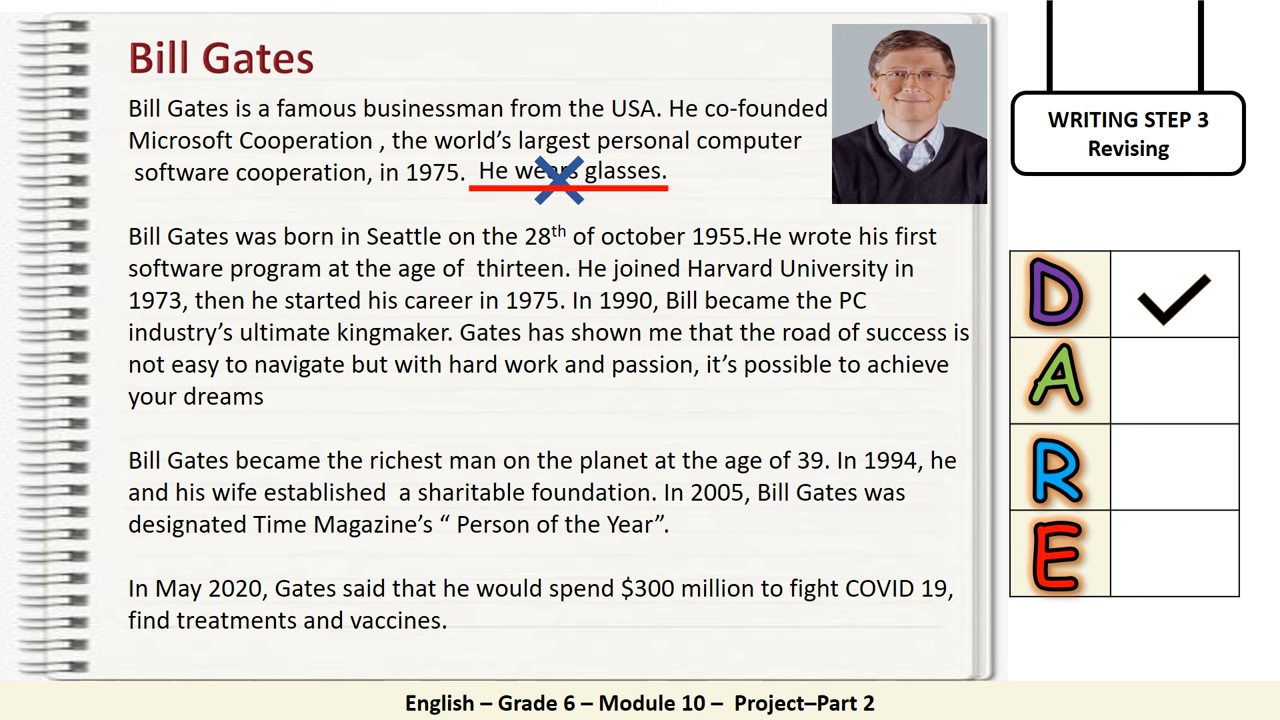 Bill Gates
Bill Gates is a famous businessman from the USA. He co-founded
Microsoft Cooperation , the world’s largest personal computer
software cooperation, in 1975. He wears glasses.
Bill Gates was born in Seattle on the 28th of october 1955.He wrote his first
software program at the age of thirteen. He joined Harvard University in
1973, then he started his career in 1975. In 1990, Bill became the PC
industry’s ultimate kingmaker. Gates has shown me that the road of success is
not easy to navigate but with hard work and passion, it’s possible to achieve
your dreams
Bill Gates became the richest man on the planet at the age of 39. In 1994, he
and his wife established a sharitable foundation. In 2005, Bill Gates was
designated Time Magazine’s “ Person of the Year”.
In May 2020, Gates said that he would spend $300 million to fight COVID 19,
find treatments and vaccines.
WRITING STEP 3
Revising
D
A
R
E
English – Grade 6 – Module 10 – Project–Part 2